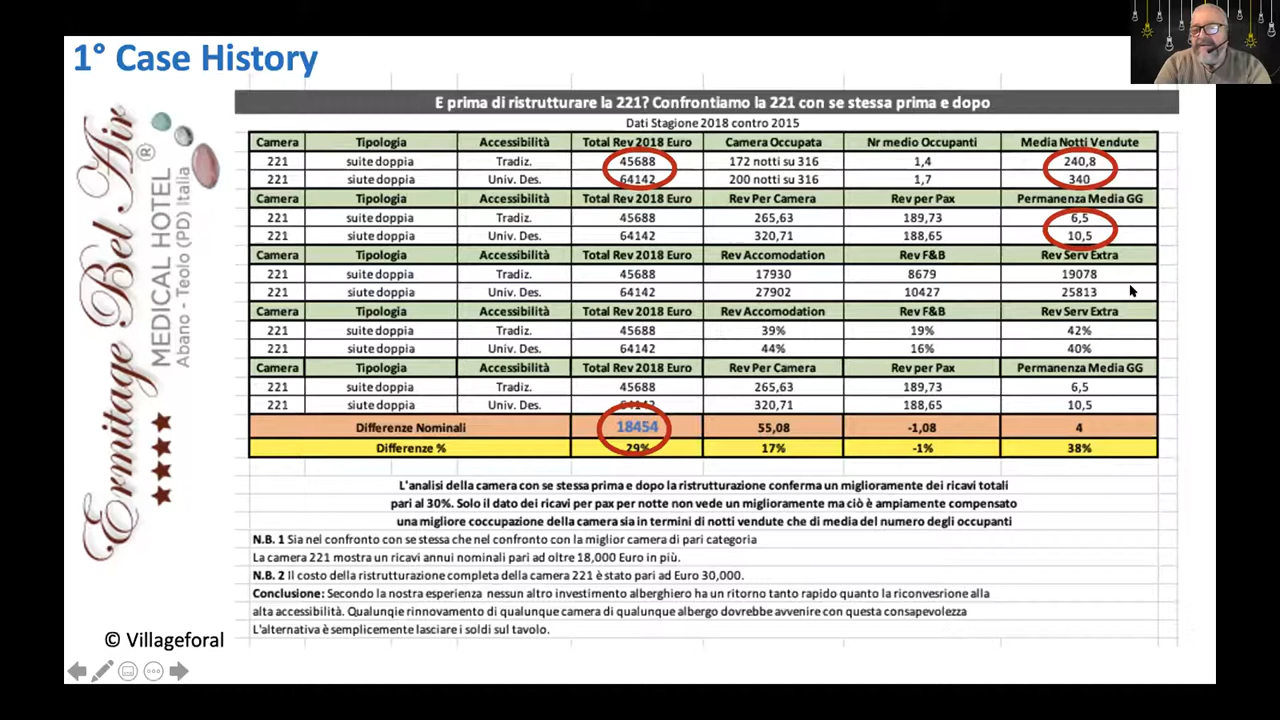 1° Case History
E prima di ristrutturare la 221? Confrontiamo la 221 con se stessa prima e dopo
Dati Stagione 2018 contro 2015
Camera Tipologia Accessibilità Total Rev 2018 Euro Camera Occupata Nr medio Occupanti Media Notti Vendute
221 suite doppia Tradiz. 45688 172 notti su 316 1,4 240,8
221 siute doppia Univ. Des. 64142 200 notti su 316 1,7 340
Camera Tipologia Accessibilità Total Rev 2018 Euro Rev Per Camera Rev per Pax Permanenza Media GG
221 suite doppia Tradiz. 45688 265,63 189,73 6,5
221 siute doppia Univ. Des. 64142 320,71 188,65 10,5
Camera Tipologia Accessibilità Total Rev 2018 Euro Rev Accomodation Rev F&B Rev Serv Extra
221 suite doppia Tradiz. 45688 17930 8679 19078
221 siute doppia Univ. Des. 64142 27902 10427 25813
Camera Tipologia Accessibilità Total Rev 2018 Euro Rev Accomodation Rev F&B Rev Serv Extra
221 suite doppia Tradiz. 45688 39% 19% 42%
221 siute doppia Univ. Des. 64142 44% 16% 40%
Camera Tipologia Accessibilità Total Rev 2018 Euro Rev Per Camera Rev per Pax Permanenza Media GG
221 suite doppia Tradiz. 45688 265,63 189,73 6,5
221 siute doppia Univ. Des. 64142 320,71 188,65 10,5
Differenze Nominali 18454 55,08 -1,08 4
Differenze % 29% 17% -1% 38%
L'analisi della camera con se stessa prima e dopo la ristrutturazione conferma un miglioramente dei ricavi totali
pari al 30%. Solo il dato dei ricavi per pax per notte non vede un miglioramento ma ciò è ampiamente compensato
una migliore coccupazione della camera sia in termini di notti vendute che di media del numero degli occupanti
N.B. 1 Sia nel confronto con se stessa che nel confronto con la miglior camera di pari categoria
La camera 221 mostra un ricavi annui nominali pari ad oltre 18,000 Euro in più.
N.B. 2 Il costo della ristrutturazione completa della camera 221 è stato pari ad Euro 30,000.
Conclusione: Secondo la nostra esperienza nessun altro investimento alberghiero ha un ritorno tanto rapido quanto la riconvesrione alla
alta accessibilità. Qualunqie rinnovamento di qualunque camera di qualunque albergo dovrebbe avvenire con questa consapevolezza
L'alternativa è semplicemente lasciare i soldi sul tavolo.
Ermitage Bel Air ®
MEDICAL HOTEL
Abano - Teolo (PD) Italia
© Villageforal